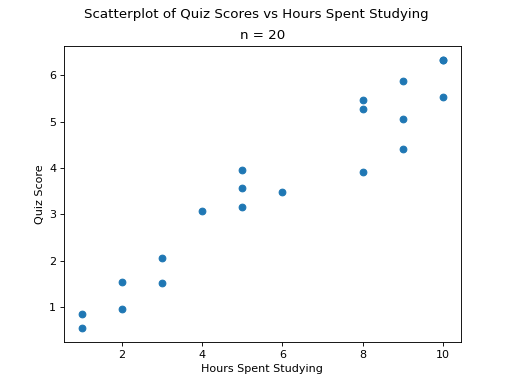 Scatterplot of Quiz Scores vs Hours Spent Studying
n = 20
6
5
4
3
2
1
Quiz Score
2 4 6 8 10
Hours Spent Studying